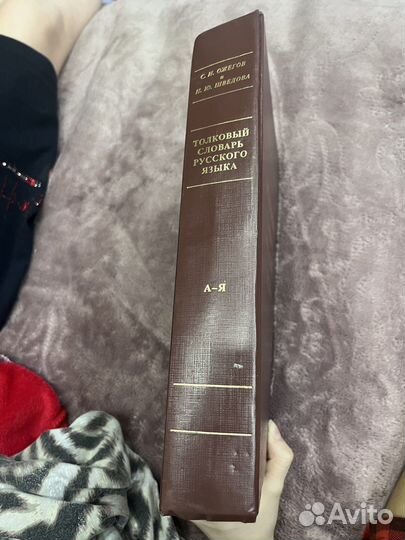 С. И. ОЖЕГОВ
и
Н. Ю. ШВЕДОВА
ТОЛКОВЫЙ
СЛОВАРЬ
РУССКОГО
ЯЗЫКА
А–Я
Avito